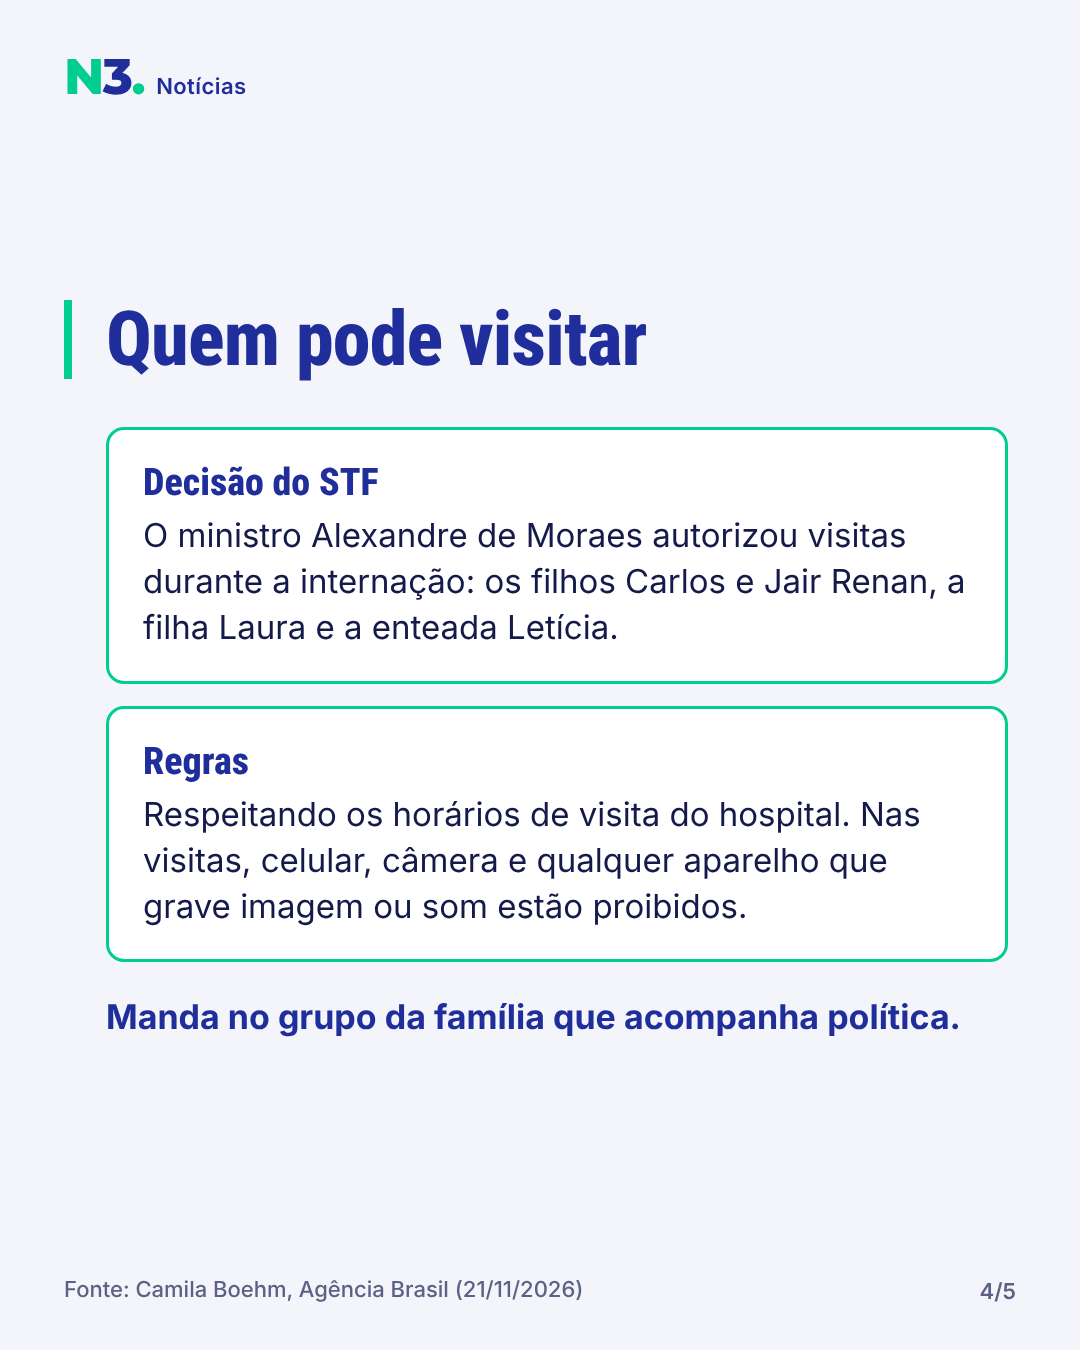 N3. Notícias
Quem pode visitar
Decisão do STF
O ministro Alexandre de Moraes autorizou visitas
durante a internação: os filhos Carlos e Jair Renan, a
filha Laura e a enteada Letícia.
Regras
Respeitando os horários de visita do hospital. Nas
visitas, celular, câmera e qualquer aparelho que
grave imagem ou som estão proibidos.
Manda no grupo da família que acompanha política.
Fonte: Camila Boehm, Agência Brasil (21/11/2026)
4/5